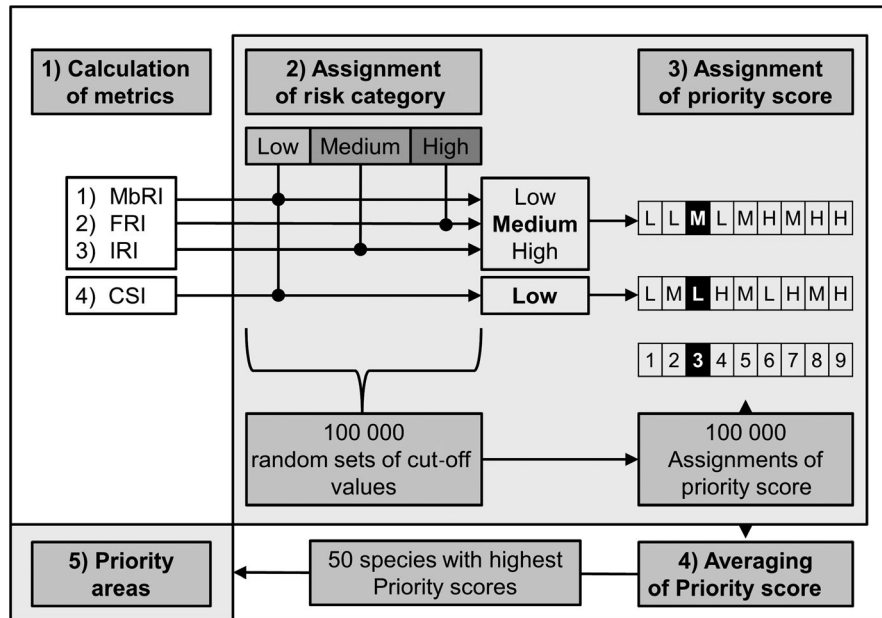 1) Calculation
of metrics
2) Assignment
of risk category
3) Assignment
of priority score
Low Medium High
1) MbRI
2) FRI
3) IRI
4) CSI
Low
Medium
High
Low
L L M L M H M H H
L M L H M L H M H
1 2 3 4 5 6 7 8 9
100 000
random sets of cut-off
values
100 000
Assignments of
priority score
5) Priority
areas
50 species with highest
Priority scores
4) Averaging
of Priority score